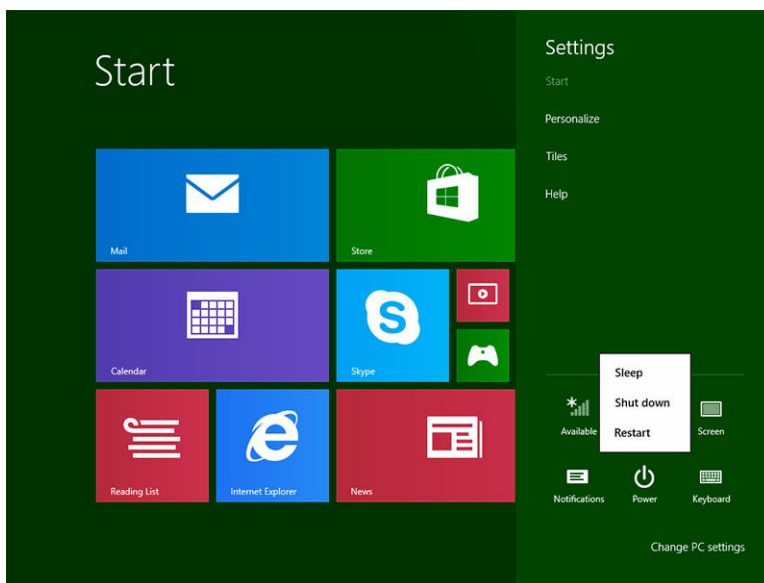 Start
Mail
Store
Calendar
Skype
Reading List
Internet Explorer
News
Settings
Start
Personalize
Tiles
Help
Sleep
Shut down
Restart
Available
Screen
Notifications
Power
Keyboard
Change PC settings